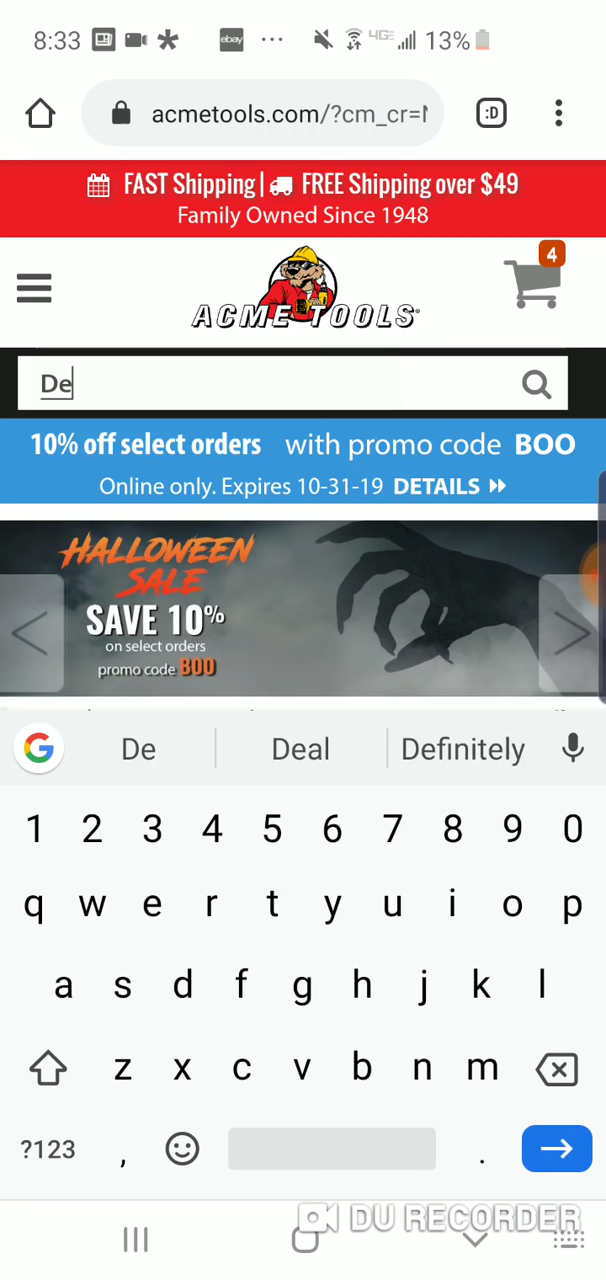 8:33 ebay ... 4GE 13%
acmetools.com/?cm_cr=N
:D
FAST Shipping | FREE Shipping over $49
Family Owned Since 1948
4
ACME TOOLS
De
10% off select orders with promo code BOO
Online only. Expires 10-31-19 DETAILS
HALLOWEEN
SALE
SAVE 10%
on select orders
promo code BOO
G De Deal Definitely
1 2 3 4 5 6 7 8 9 0
q w e r t y u i o p
a s d f g h j k l
z x c v b n m
?123 , .
DU RECORDER